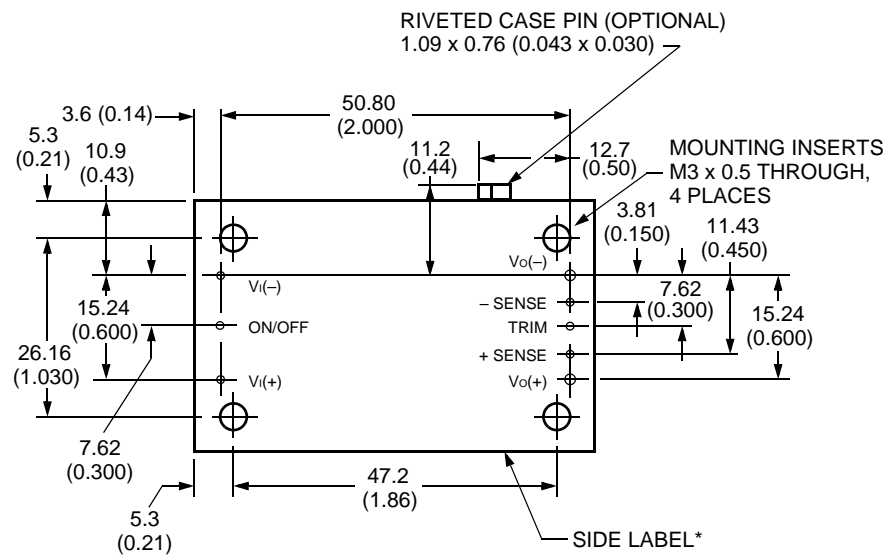 RIVETED CASE PIN (OPTIONAL)
1.09 x 0.76 (0.043 x 0.030)
50.80
(2.000)
3.6 (0.14)
5.3
(0.21)
10.9
(0.43)
11.2
(0.44)
12.7
(0.50)
MOUNTING INSERTS
M3 x 0.5 THROUGH,
4 PLACES
3.81
(0.150)
11.43
(0.450)
VO(–)
VI(–)
– SENSE
7.62
(0.300)
15.24
(0.600)
ON/OFF
TRIM
15.24
(0.600)
26.16
(1.030)
+ SENSE
VI(+)
VO(+)
7.62
(0.300)
47.2
(1.86)
5.3
(0.21)
SIDE LABEL*